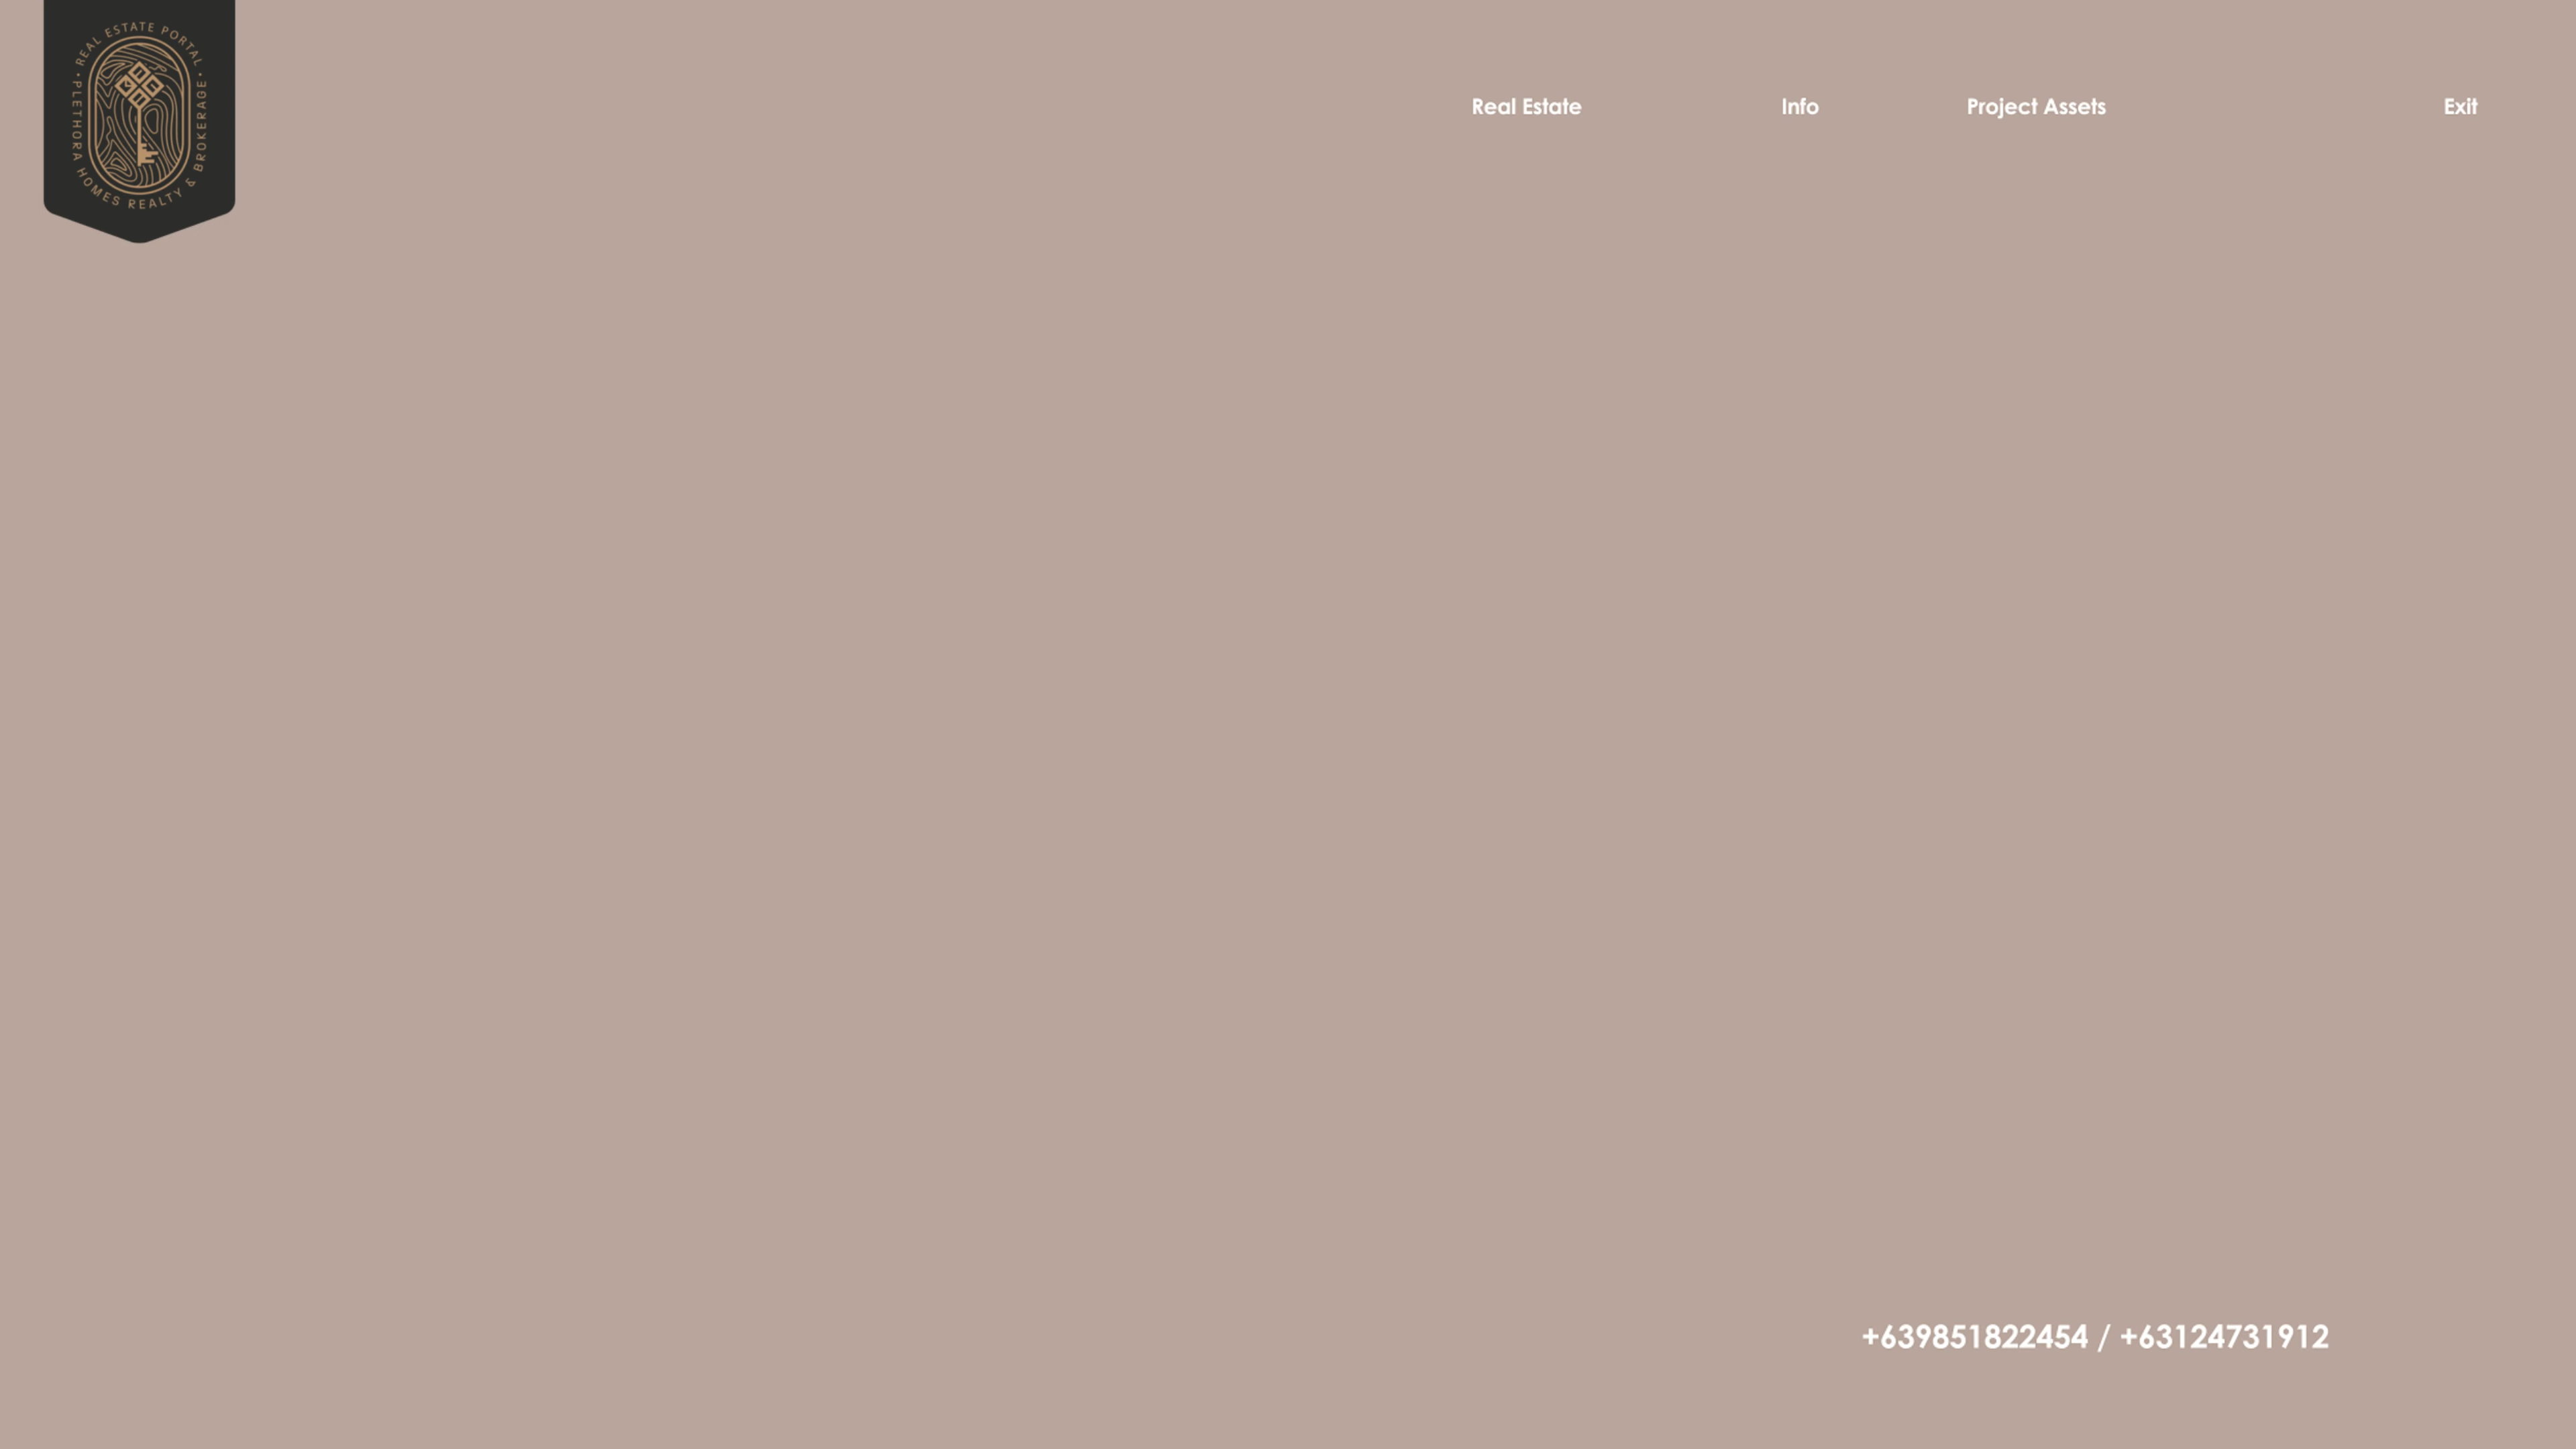 • REAL ESTATE PORTAL •
PLETHORA HOMES REALTY & BROKERAGE
Real Estate
Info
Project Assets
Exit
+639851822454 / +63124731912